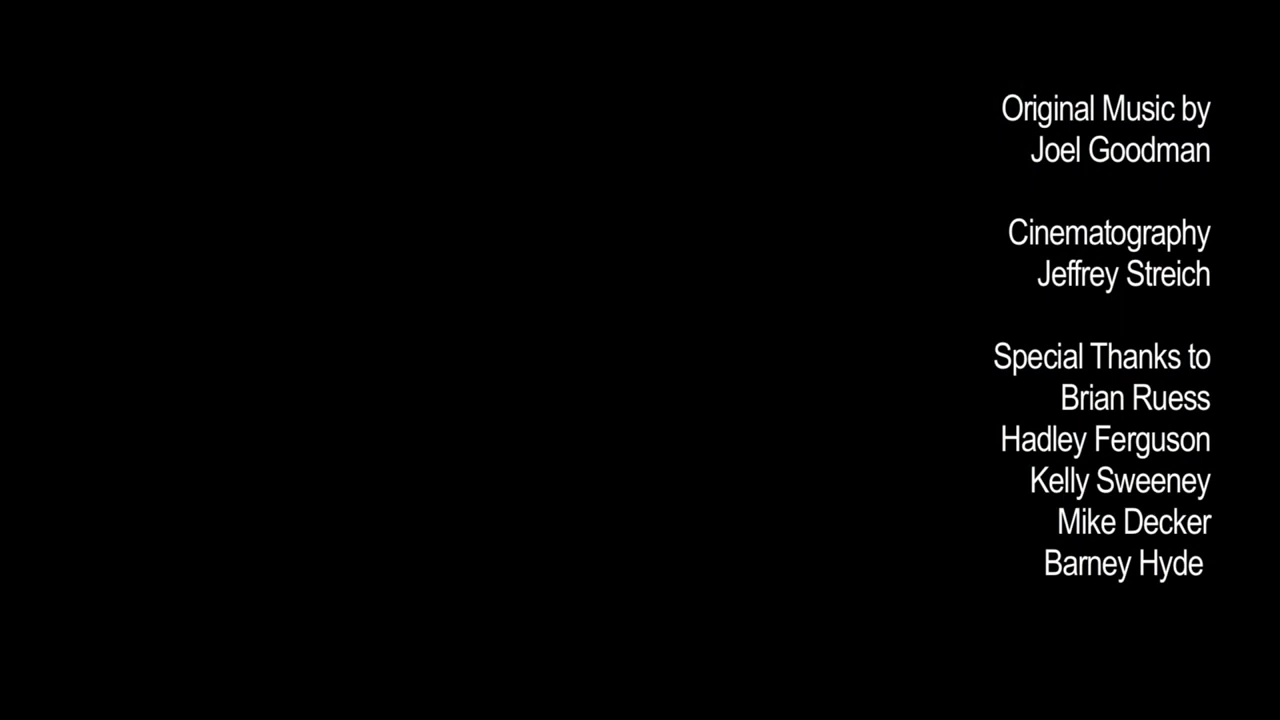 Original Music by
Joel Goodman
Cinematography
Jeffrey Streich
Special Thanks to
Brian Ruess
Hadley Ferguson
Kelly Sweeney
Mike Decker
Barney Hyde